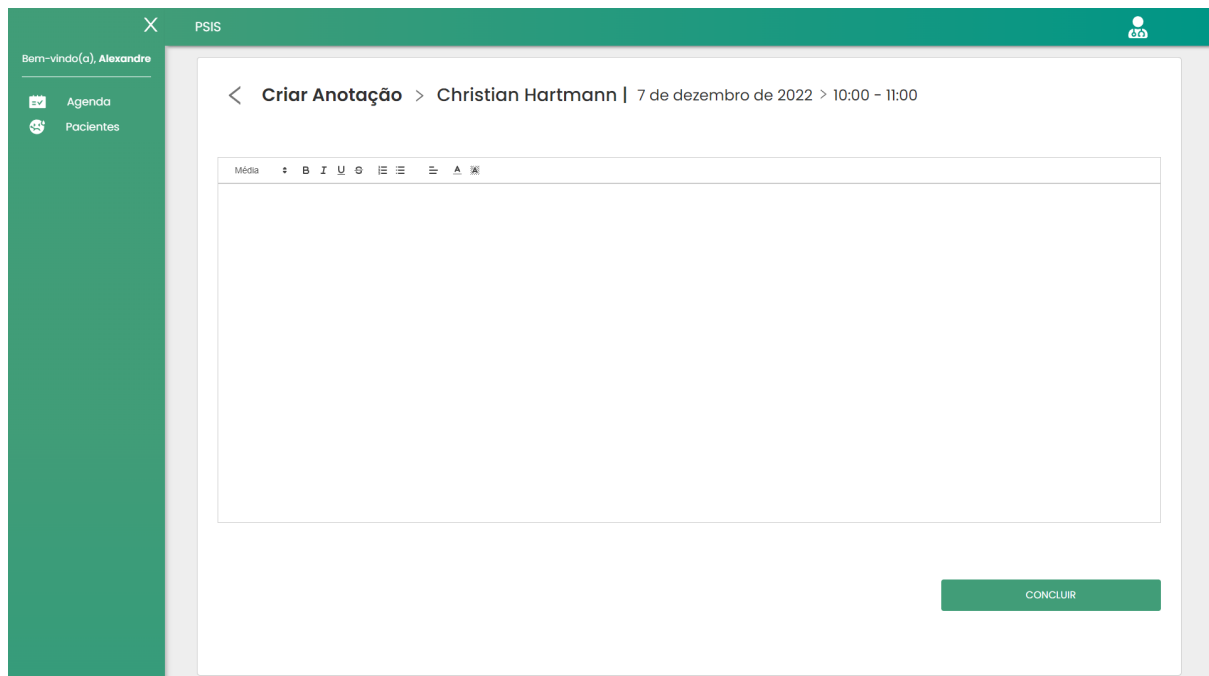 PSIS
Bem-vindo(a), Alexandre
Agenda
Pacientes
Criar Anotação > Christian Hartmann | 7 de dezembro de 2022 > 10:00 - 11:00
Média B I U S A A
CONCLUIR